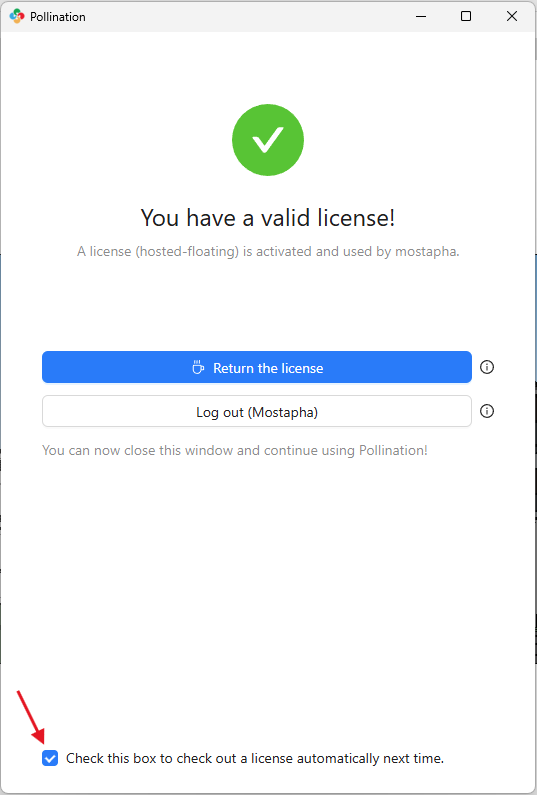 Pollination
You have a valid license!
A license (hosted-floating) is activated and used by mostapha.
Return the license
Log out (Mostapha)
You can now close this window and continue using Pollination!
Check this box to check out a license automatically next time.